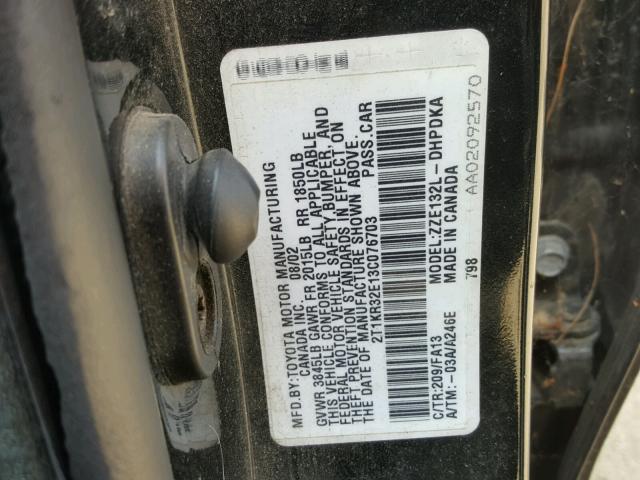 MFD.BY:TOYOTA MOTOR MANUFACTURING
CANADA INC. 08/02
GVWR 3845LB GAWR FR 2015LB RR 1850LB
THIS VEHICLE CONFORMS TO ALL APPLICABLE
FEDERAL MOTOR VEHICLE SAFETY, BUMPER, AND
THEFT PREVENTION STANDARDS IN EFFECT ON
THE DATE OF MANUFACTURE SHOWN ABOVE.
2T1KR32E13C076703 PASS.CAR
C/TR:209/FA13 MODEL:ZZE132L-DHPDKA
A/TM:-03A/A246E MADE IN CANADA
798
AA02092570